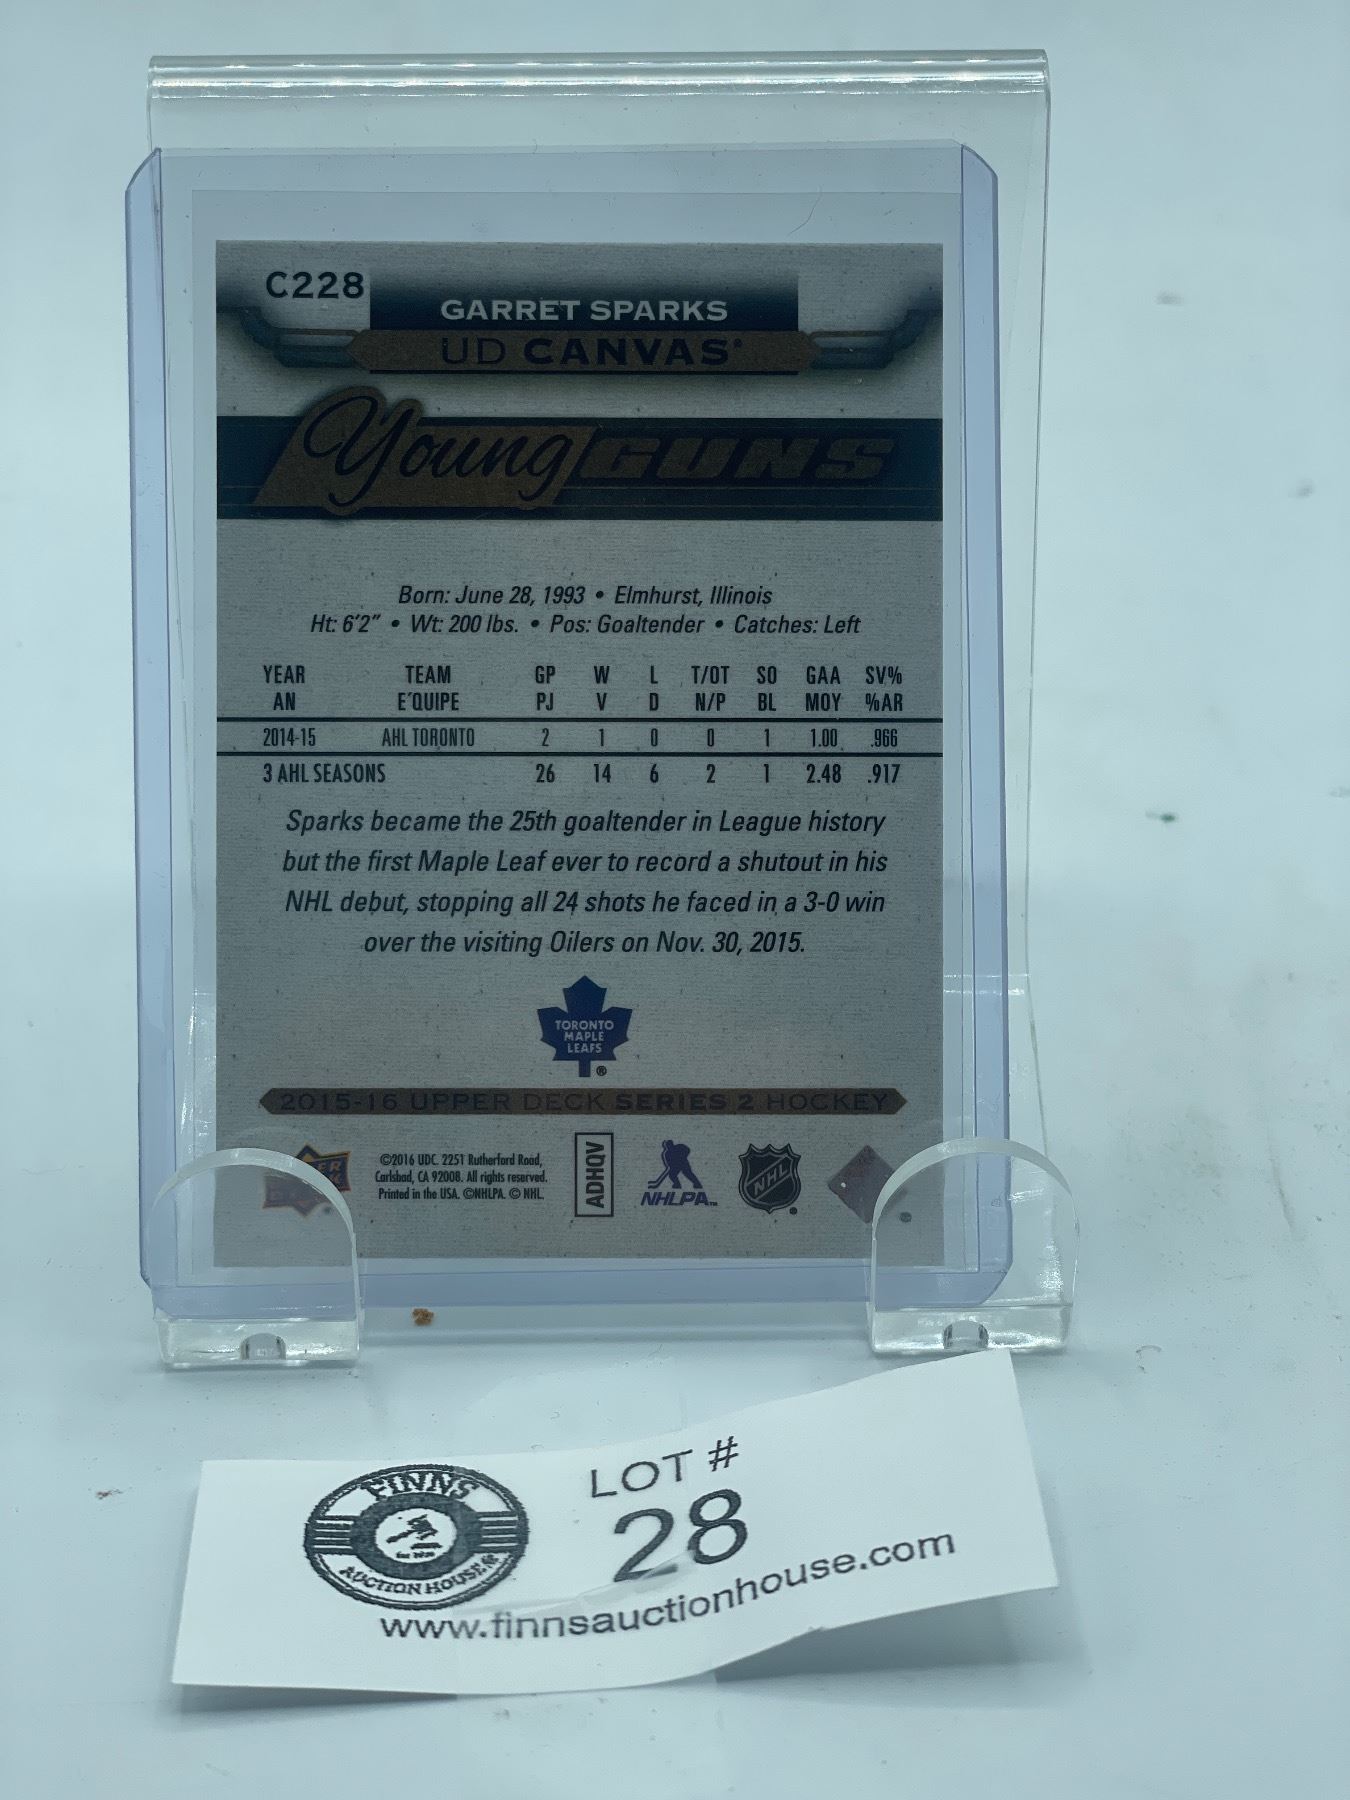 C228
GARRET SPARKS
UD CANVAS
Young GUNS
Born: June 28, 1993 • Elmhurst, Illinois
Ht: 6'2" • Wt: 200 lbs. • Pos: Goaltender • Catches: Left
YEAR TEAM GP W L T/OT SO GAA SV%
AN E'QUIPE PJ V D N/P BL MOY %AR
2014-15 AHL TORONTO 2 1 0 0 1 1.00 .966
3 AHL SEASONS 26 14 6 2 1 2.48 .917
Sparks became the 25th goaltender in League history
but the first Maple Leaf ever to record a shutout in his
NHL debut, stopping all 24 shots he faced in a 3-0 win
over the visiting Oilers on Nov. 30, 2015.
TORONTO
MAPLE
LEAFS
®
2015-16 UPPER DECK SERIES 2 HOCKEY
©2016 UDC. 2251 Rutherford Road,
Carlsbad, CA 92008. All rights reserved.
Printed in the USA. ©NHLPA. © NHL.
ADHQV
NHLPA™
NHL
FINNS
AUCTION HOUSE
LOT #
28
www.finnsauctionhouse.com